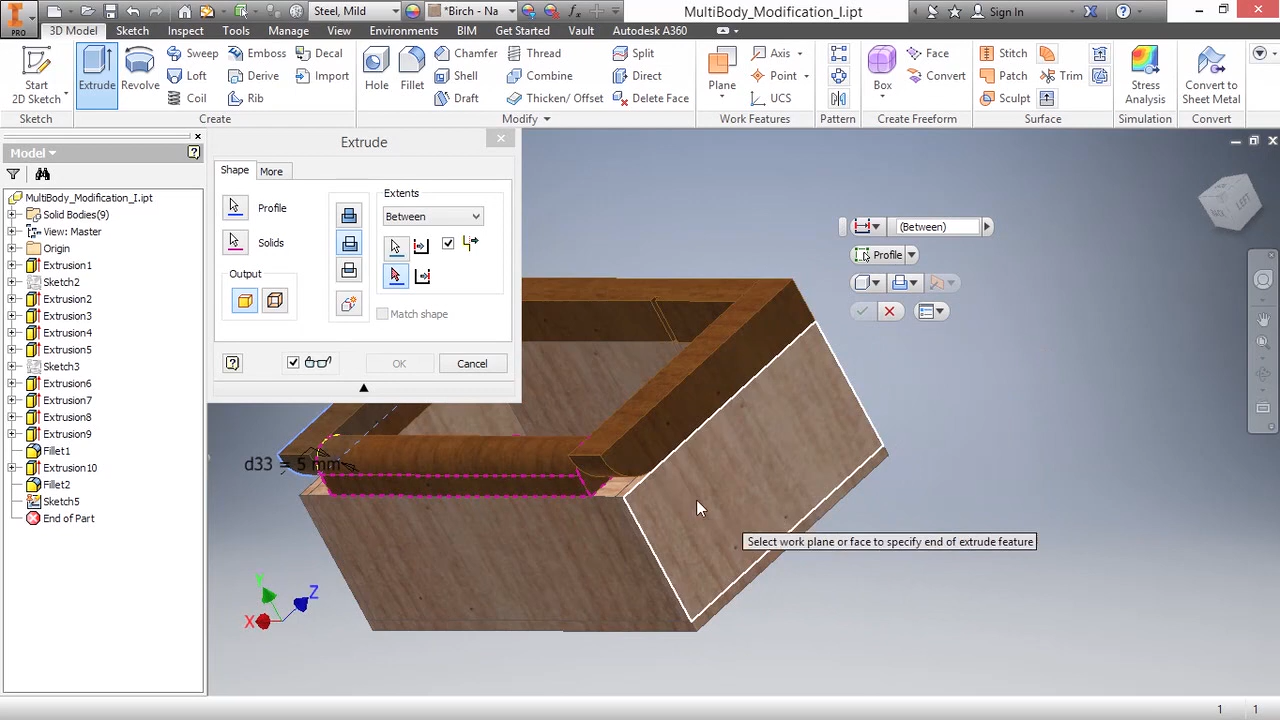 PRO
Steel, Mild
*Birch - Na
MultiBody_Modification_I.ipt
Sign In
3D Model
Sketch
Inspect
Tools
Manage
View
Environments
BIM
Get Started
Vault
Autodesk A360
Start
2D Sketch
Extrude
Revolve
Sweep
Emboss
Decal
Loft
Derive
Import
Coil
Rib
Hole
Fillet
Chamfer
Thread
Split
Shell
Combine
Direct
Draft
Thicken/ Offset
Delete Face
Plane
Axis
Point
UCS
Box
Face
Convert
Stitch
Patch
Trim
Sculpt
Stress
Analysis
Convert to
Sheet Metal
Sketch
Create
Modify
Work Features
Pattern
Create Freeform
Surface
Simulation
Convert
Model
MultiBody_Modification_I.ipt
Solid Bodies(9)
View: Master
Origin
Extrusion1
Sketch2
Extrusion2
Extrusion3
Extrusion4
Extrusion5
Sketch3
Extrusion6
Extrusion7
Extrusion8
Extrusion9
Fillet1
Extrusion10
Fillet2
Sketch5
End of Part
Extrude
Shape
More
Profile
Solids
Output
Extents
Between
Match shape
OK
Cancel
(Between)
Profile
BACK
d33 = 5 mm
Select work plane or face to specify end of extrude feature
Y
Z
X
1 1